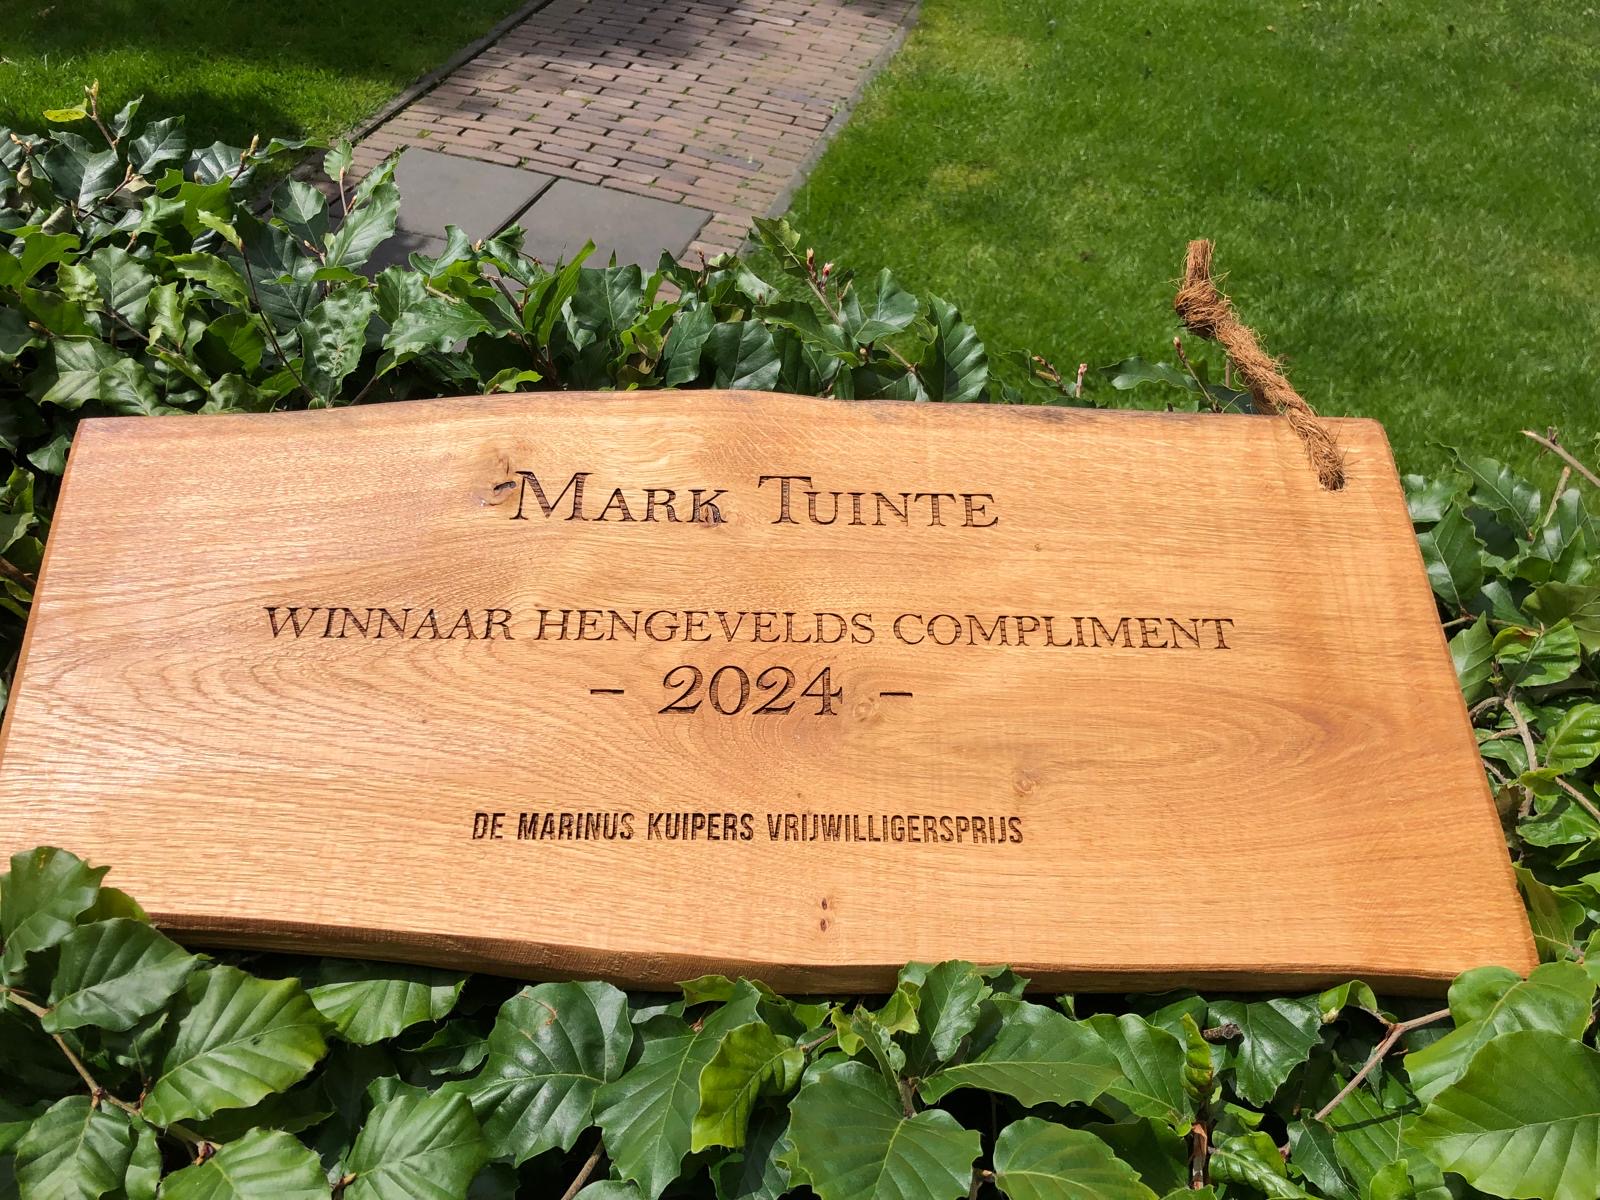 MARK TUINTE
WINNAAR HENGEVELDS COMPLIMENT
- 2024 -
DE MARINUS KUIPERS VRIJWILLIGERSPRIJS